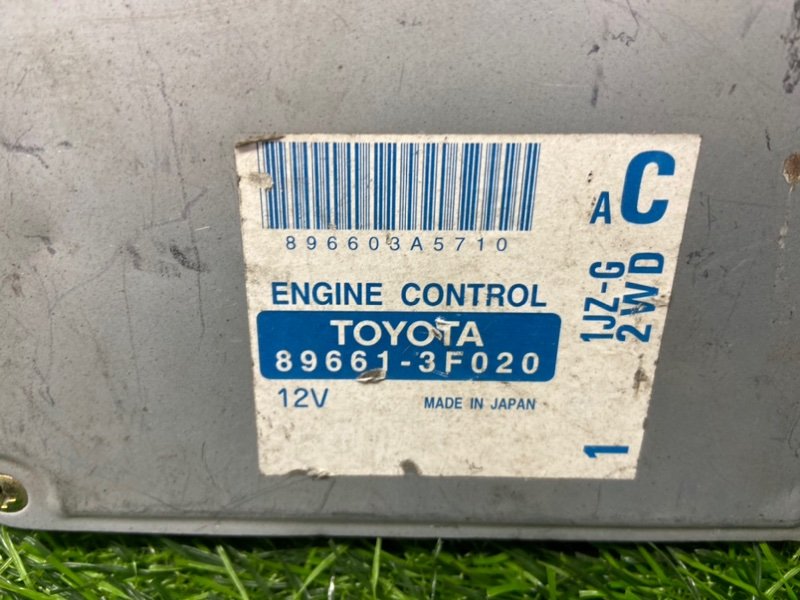 896603A5710
ENGINE CONTROL
TOYOTA
89661-3F020
12V MADE IN JAPAN
A C
1JZ-G
2WD
1